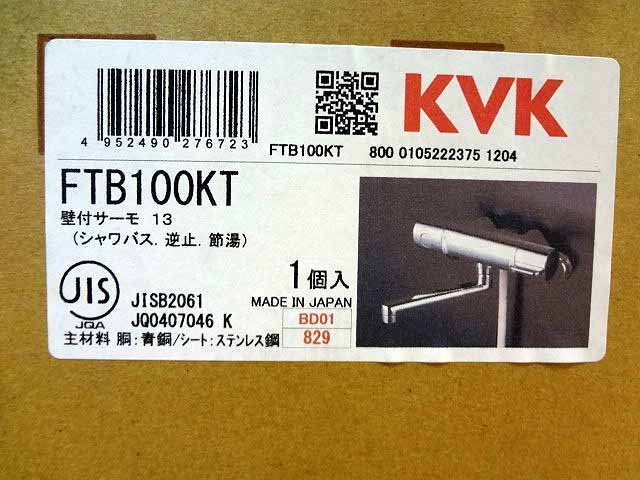 KVK
4 952490 276723
FTB100KT 800 0105222375 1204
FTB100KT
壁付サーモ 13
(シャワバス．逆止．節湯)
1個入
JIS
JQA
JISB2061
MADE IN JAPAN
JQ0407046 K
BD01
主材料 胴：青銅/シート：ステンレス鋼
829